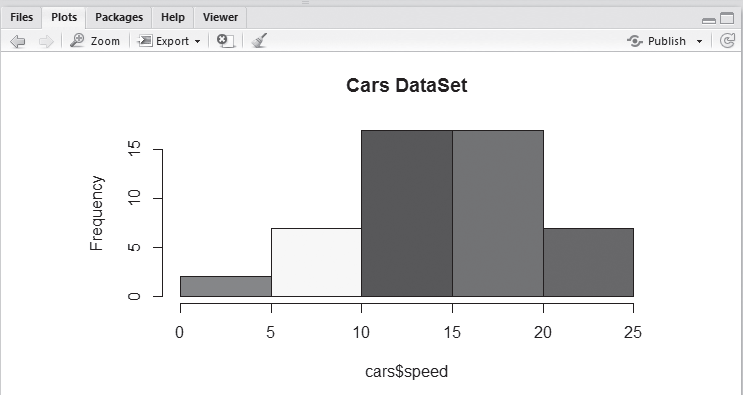 Files Plots Packages Help Viewer
Zoom Export Publish
Cars DataSet
Frequency
15
10
5
0
0 5 10 15 20 25
cars$speed